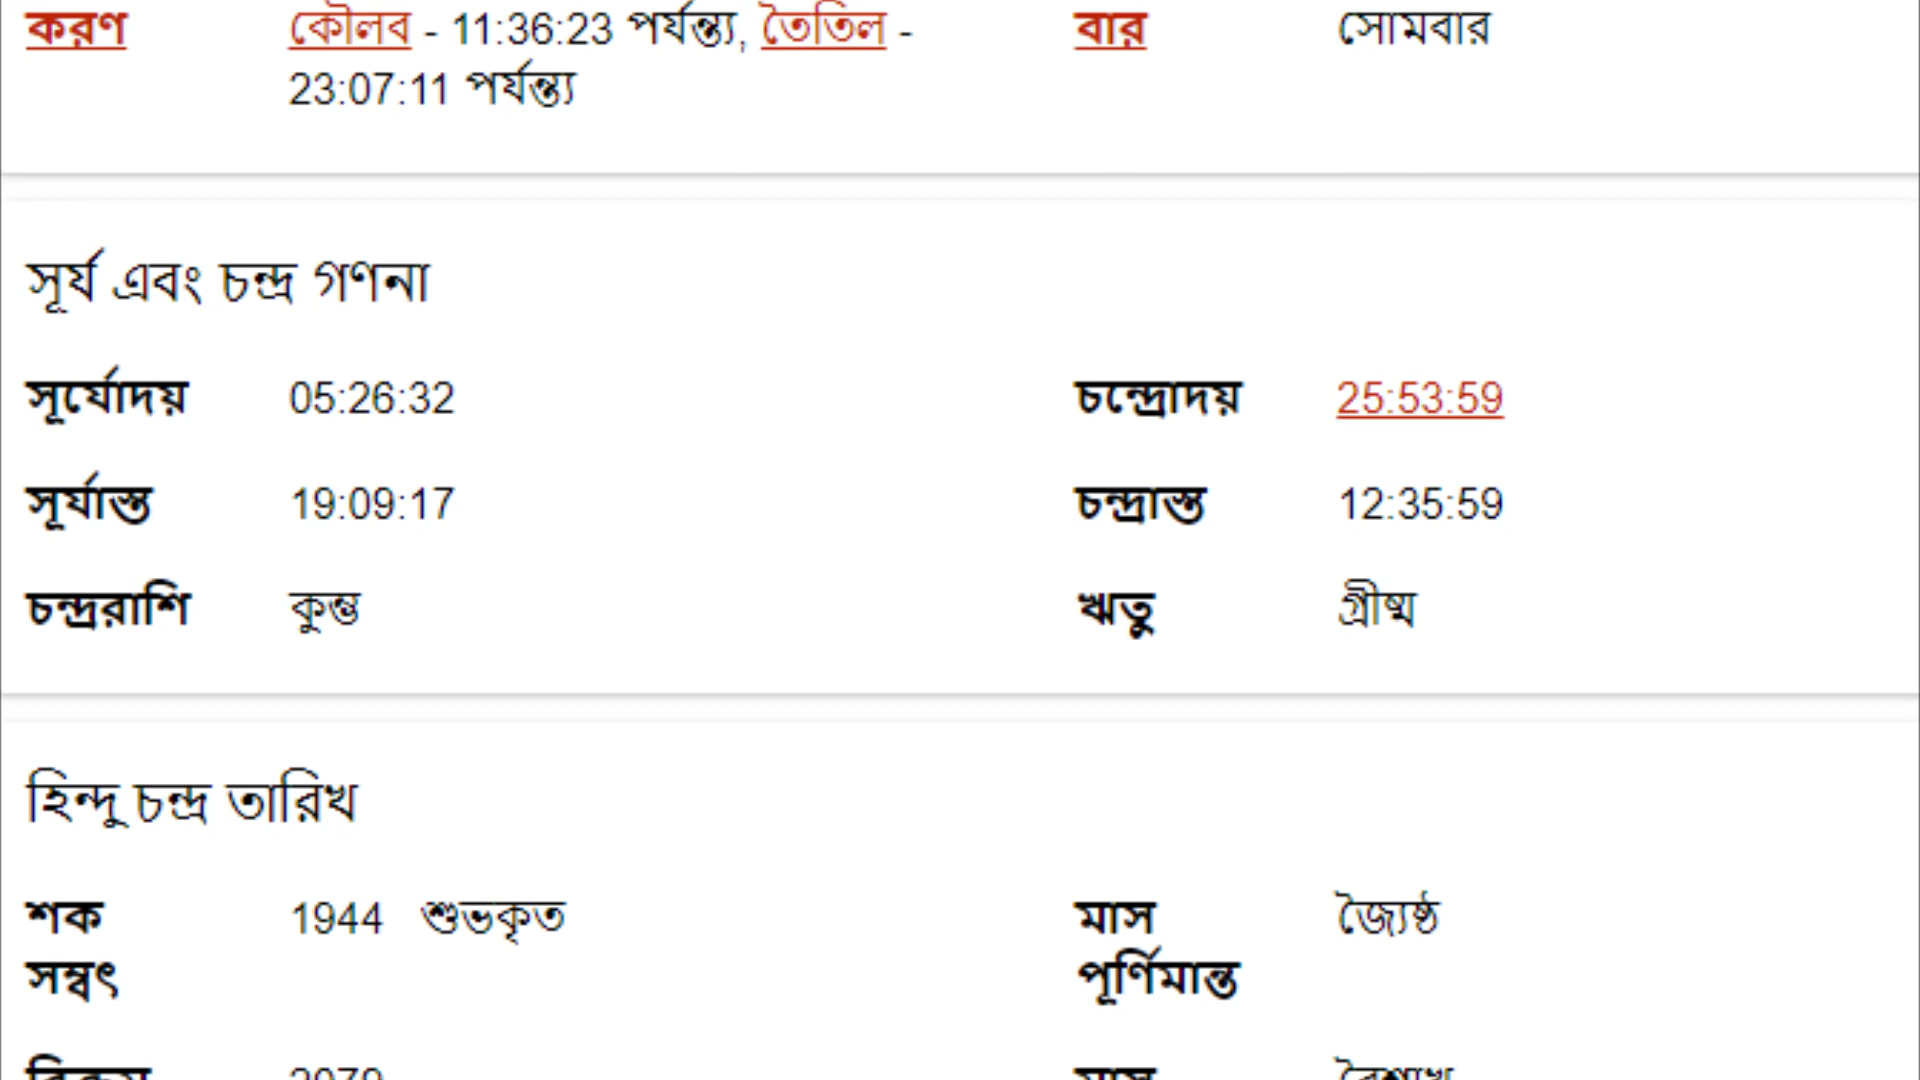 করণ কৌলব - 11:36:23 পর্যন্ত্য, তৈতিল - বার সোমবার
23:07:11 পর্যন্ত্য
সূর্য এবং চন্দ্র গণনা
সূর্যোদয় 05:26:32 চন্দ্রোদয় 25:53:59
সূর্যাস্ত 19:09:17 চন্দ্রাস্ত 12:35:59
চন্দ্ররাশি কুম্ভ ঋতু গ্রীষ্ম
হিন্দু চন্দ্র তারিখ
শক 1944 শুভকৃত মাস জ্যৈষ্ঠ
সম্বৎ পূর্ণিমান্ত
বিক্রম 2079 মাস বৈশাখ